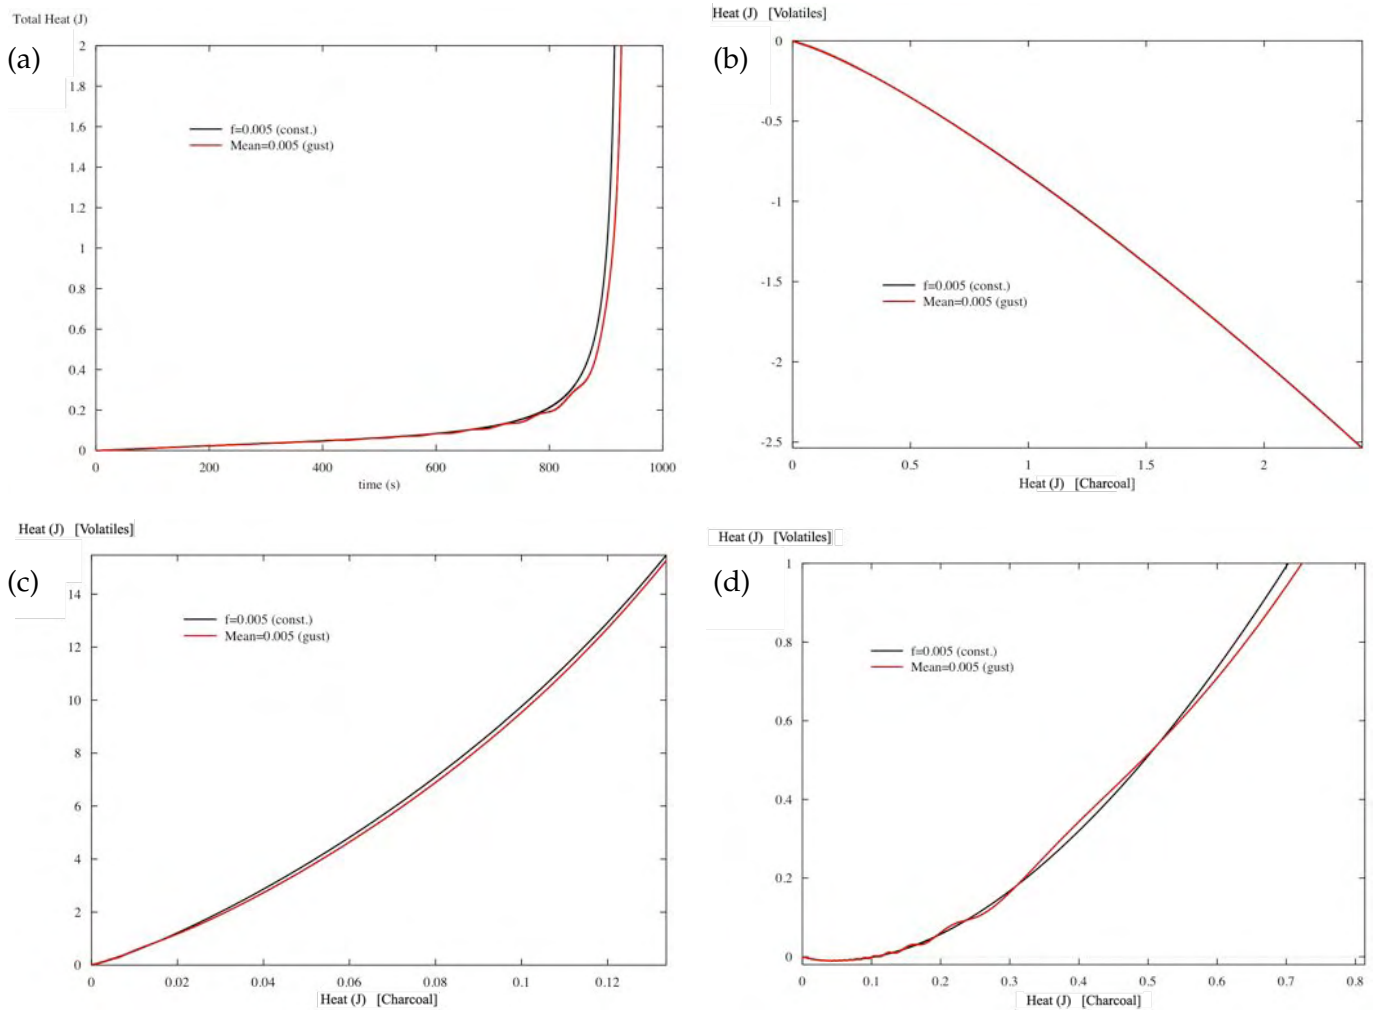 Total Heat (J)
(a)
2
1.8
1.6
1.4
1.2
1
0.8
0.6
0.4
0.2
0
f=0.005 (const.)
Mean=0.005 (gust)
0 200 400 600 800 1000
time (s)
Heat (J) [Volatiles]
(b)
0
-0.5
-1
-1.5
-2
-2.5
f=0.005 (const.)
Mean=0.005 (gust)
0 0.5 1 1.5 2
Heat (J) [Charcoal]
Heat (J) [Volatiles]
(c)
14
12
10
8
6
4
2
0
f=0.005 (const.)
Mean=0.005 (gust)
0 0.02 0.04 0.06 0.08 0.1 0.12
Heat (J) [Charcoal]
Heat (J) [Volatiles]
(d)
1
0.8
0.6
0.4
0.2
0
f=0.005 (const.)
Mean=0.005 (gust)
0 0.1 0.2 0.3 0.4 0.5 0.6 0.7 0.8
Heat (J) [Charcoal]